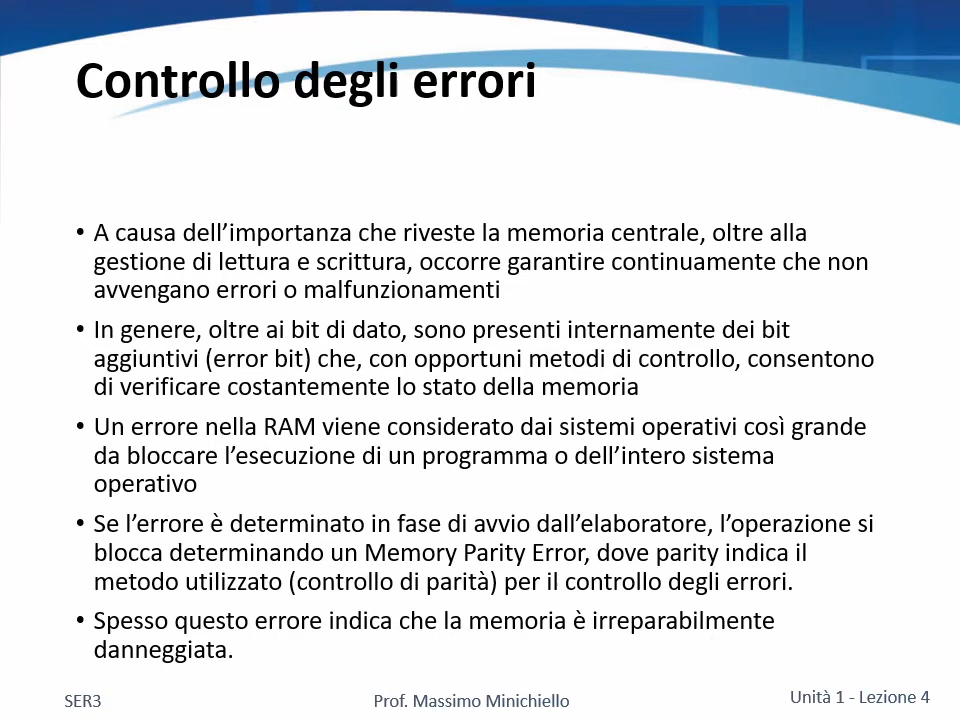 Controllo degli errori
• A causa dell’importanza che riveste la memoria centrale, oltre alla
gestione di lettura e scrittura, occorre garantire continuamente che non
avvengano errori o malfunzionamenti
• In genere, oltre ai bit di dato, sono presenti internamente dei bit
aggiuntivi (error bit) che, con opportuni metodi di controllo, consentono
di verificare costantemente lo stato della memoria
• Un errore nella RAM viene considerato dai sistemi operativi così grande
da bloccare l’esecuzione di un programma o dell’intero sistema
operativo
• Se l’errore è determinato in fase di avvio dall’elaboratore, l’operazione si
blocca determinando un Memory Parity Error, dove parity indica il
metodo utilizzato (controllo di parità) per il controllo degli errori.
• Spesso questo errore indica che la memoria è irreparabilmente
danneggiata.
SER3
Prof. Massimo Minichiello
Unità 1 - Lezione 4